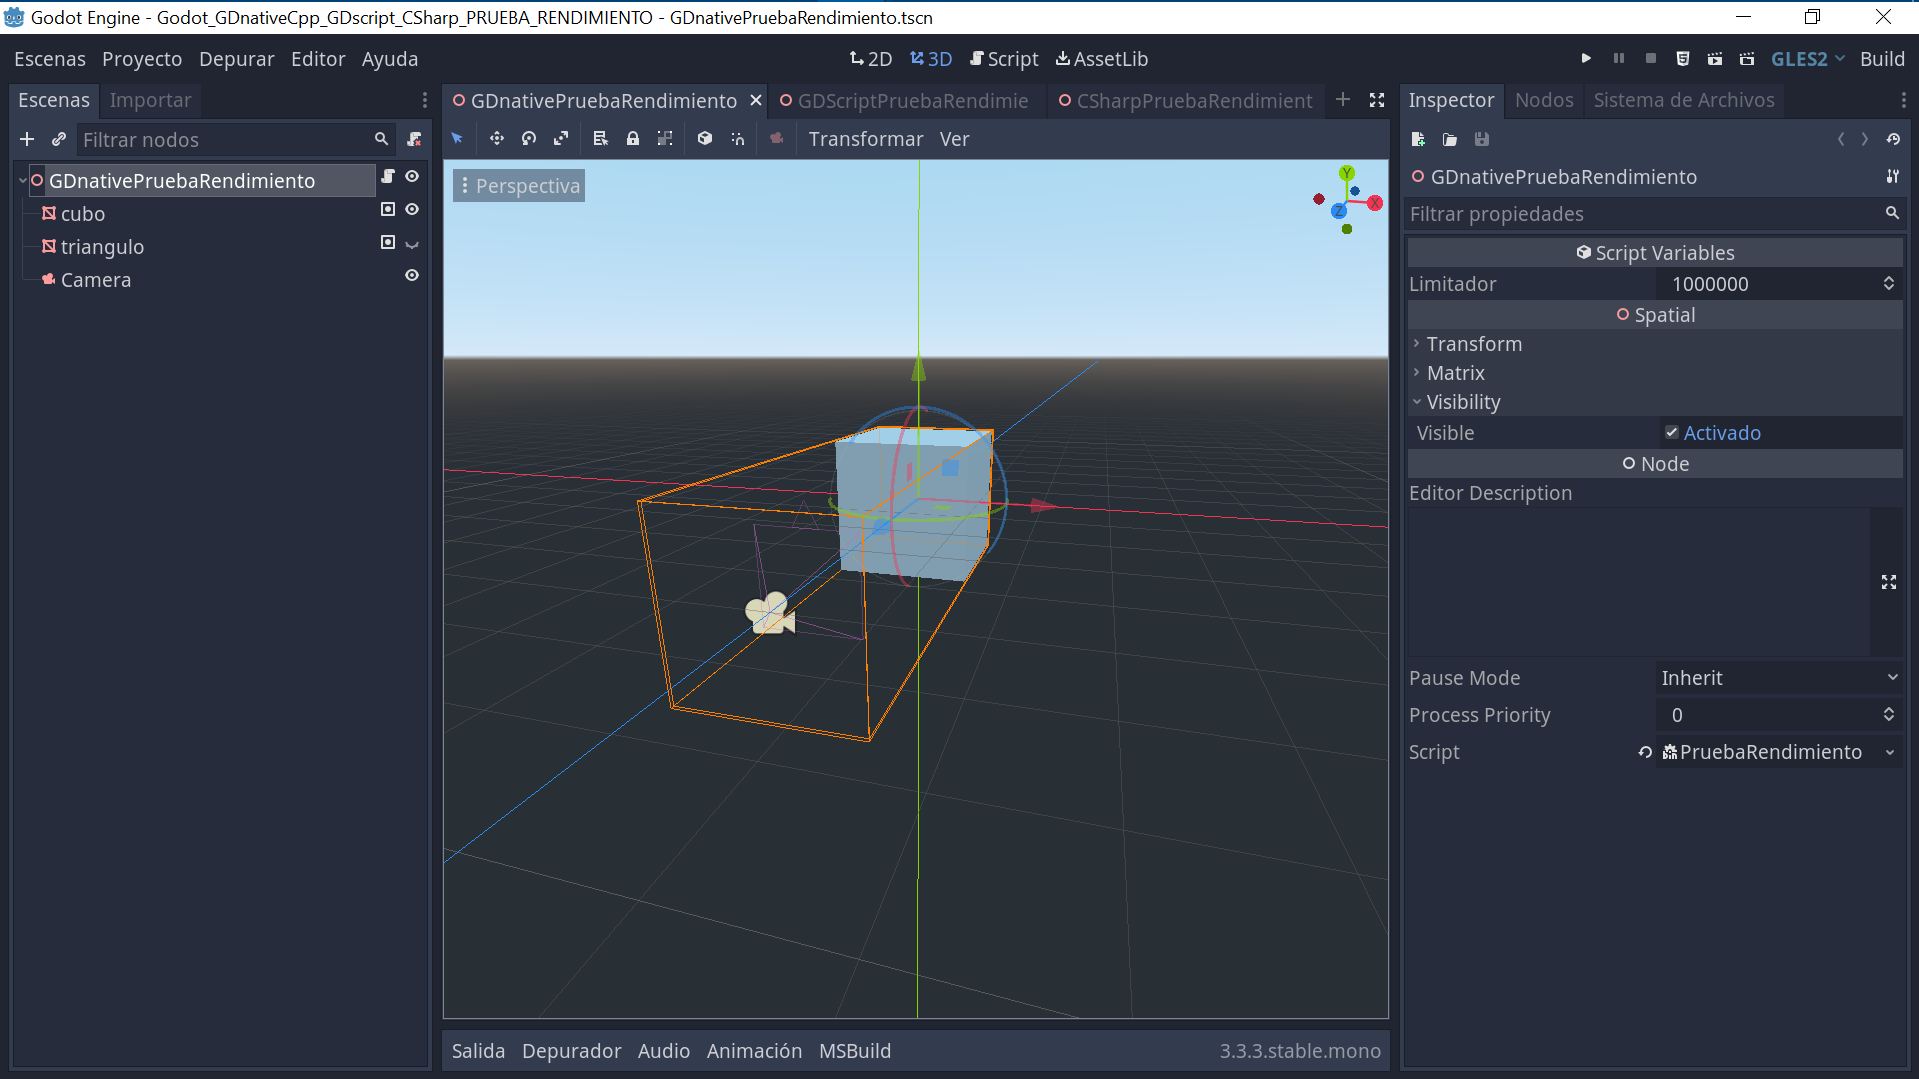 Godot Engine - Godot_GDnativeCpp_GDscript_CSharp_PRUEBA_RENDIMIENTO - GDnativePruebaRendimiento.tscn
Escenas Proyecto Depurar Editor Ayuda
2D 3D Script AssetLib
GLES2 Build
Escenas Importar
Filtrar nodos
GDnativePruebaRendimiento
cubo
triangulo
Camera
GDnativePruebaRendimiento GDScriptPruebaRendimie CSharpPruebaRendimient
Transformar Ver
Perspectiva
Y
X
Z
Salida Depurador Audio Animación MSBuild 3.3.3.stable.mono
Inspector Nodos Sistema de Archivos
GDnativePruebaRendimiento
Filtrar propiedades
Script Variables
Limitador 1000000
Spatial
Transform
Matrix
Visibility
Visible Activado
Node
Editor Description
Pause Mode Inherit
Process Priority 0
Script PruebaRendimiento